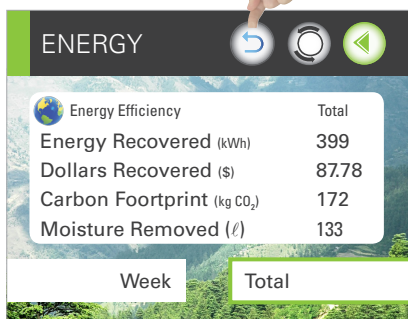 ENERGY
Energy Efficiency Total
Energy Recovered (kWh) 399
Dollars Recovered ($) 87.78
Carbon Foortprint (kg CO₂) 172
Moisture Removed (ℓ) 133
Week Total